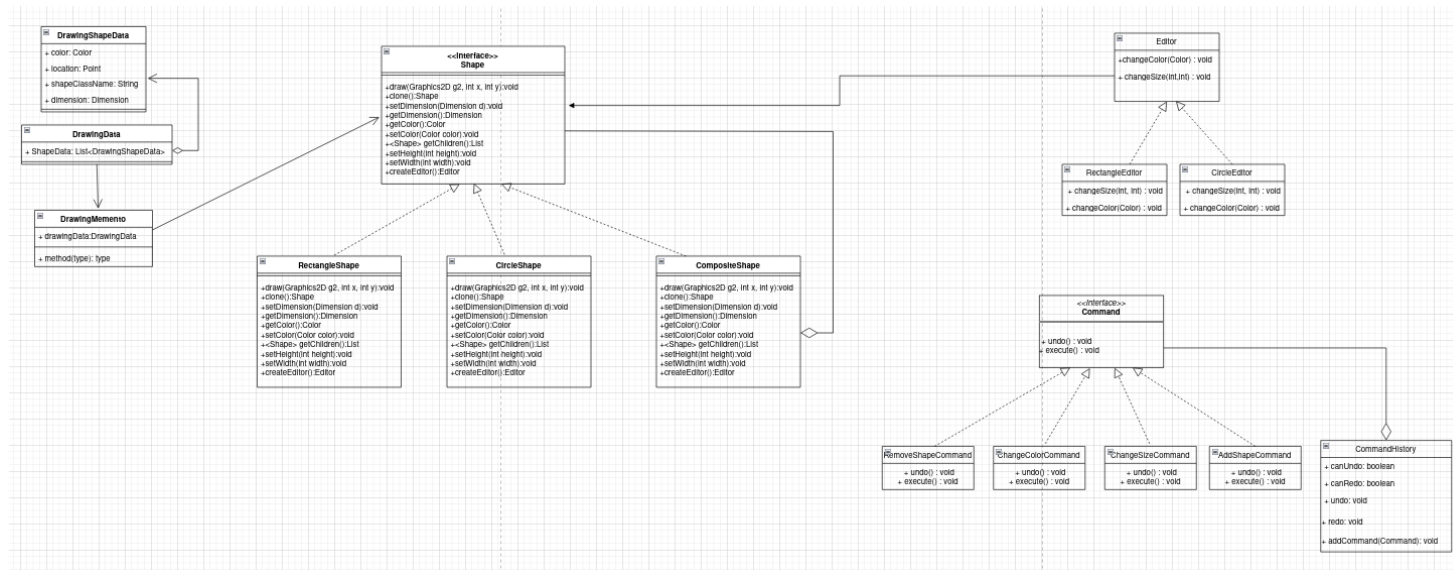 DrawingShapeData
+ color: Color
+ location: Point
+ shapeClassName: String
+ dimension: Dimension
DrawingData
+ ShapeData: List<DrawingShapeData>
DrawingMemento
+ drawingData:DrawingData
+ method(type): type
<<Interface>>
Shape
+draw(Graphics2D g2, int x, int y):void
+clone():Shape
+setDimension(Dimension d):void
+getDimension():Dimension
+getColor():Color
+setColor(Color color):void
+<Shape> getChildren():List
+setHeight(int height):void
+setWidth(int width):void
+createEditor():Editor
RectangleShape
+draw(Graphics2D g2, int x, int y):void
+clone():Shape
+setDimension(Dimension d):void
+getDimension():Dimension
+getColor():Color
+setColor(Color color):void
+<Shape> getChildren():List
+setHeight(int height):void
+setWidth(int width):void
+createEditor():Editor
CircleShape
+draw(Graphics2D g2, int x, int y):void
+clone():Shape
+setDimension(Dimension d):void
+getDimension():Dimension
+getColor():Color
+setColor(Color color):void
+<Shape> getChildren():List
+setHeight(int height):void
+setWidth(int width):void
+createEditor():Editor
CompositeShape
+draw(Graphics2D g2, int x, int y):void
+clone():Shape
+setDimension(Dimension d):void
+getDimension():Dimension
+getColor():Color
+setColor(Color color):void
+<Shape> getChildren():List
+setHeight(int height):void
+setWidth(int width):void
+createEditor():Editor
Editor
+changeColor(Color) : void
+ changeSize(int,int) : void
RectangleEditor
+ changeSize(int, int) : void
+ changeColor(Color) : void
CircleEditor
+ changeSize(int, int) : void
+ changeColor(Color) : void
<<Interface>>
Command
+ undo() : void
+ execute() : void
RemoveShapeCommand
+ undo() : void
+ execute() : void
ChangeColorCommand
+ undo() : void
+ execute() : void
ChangeSizeCommand
+ undo() : void
+ execute() : void
AddShapeCommand
+ undo() : void
+ execute() : void
CommandHistory
+ canUndo: boolean
+ canRedo: boolean
+ undo: void
+ redo: void
+ addCommand(Command): void